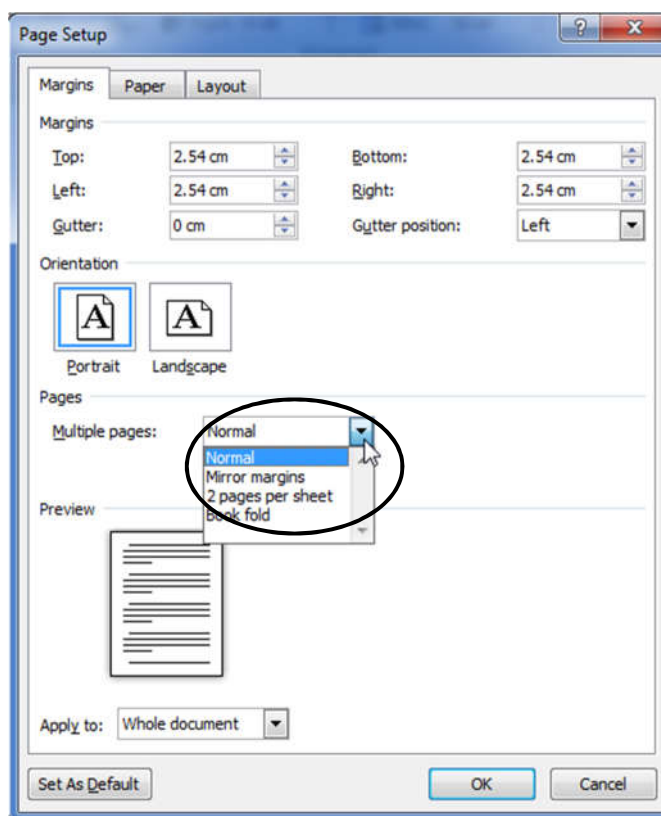 Page Setup
Margins Paper Layout
Margins
Top: 2.54 cm Bottom: 2.54 cm
Left: 2.54 cm Right: 2.54 cm
Gutter: 0 cm Gutter position: Left
Orientation
A A
Portrait Landscape
Pages
Multiple pages: Normal
Normal
Mirror margins
2 pages per sheet
Book fold
Preview
Apply to: Whole document
Set As Default OK Cancel